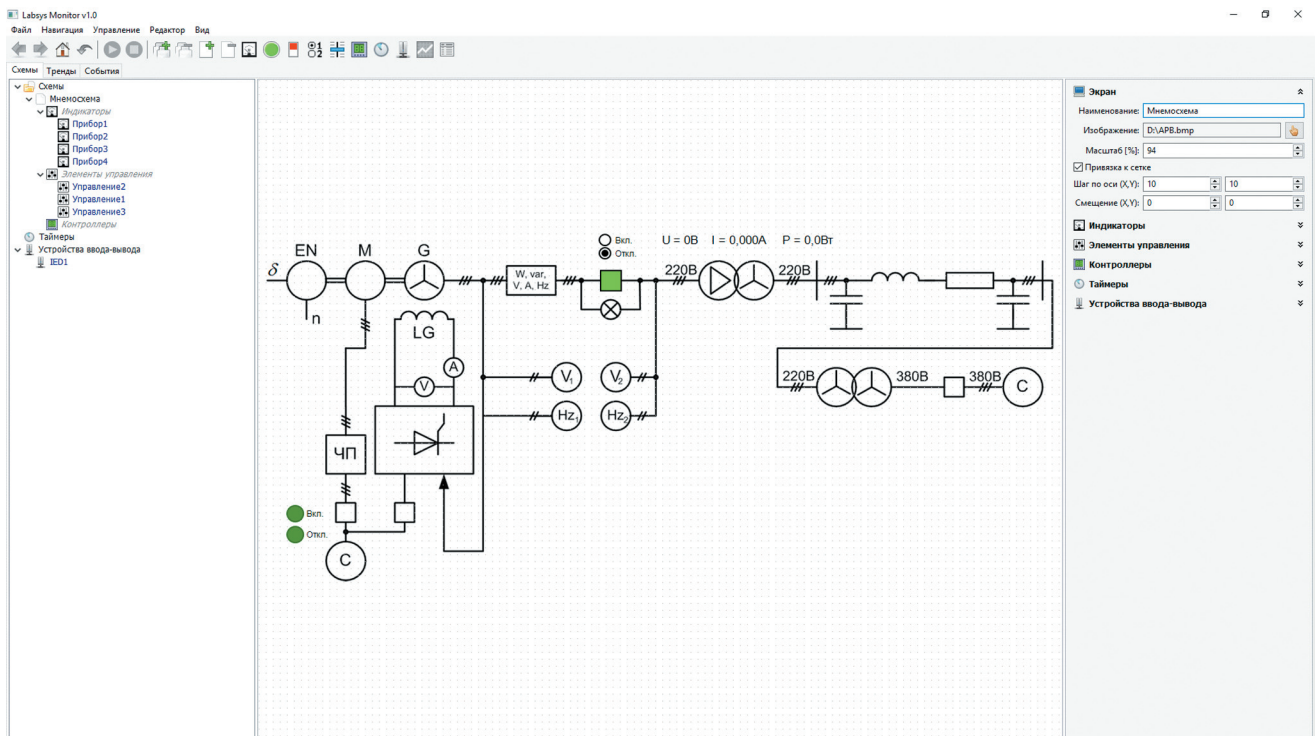 Labsys Monitor v1.0
Файл Навигация Управление Редактор Вид
Схемы Тренды События
Схемы
Мнемосхема
Индикаторы
Прибор1
Прибор2
Прибор3
Прибор4
Элементы управления
Управление2
Управление1
Управление3
Контроллеры
Таймеры
Устройства ввода-вывода
IED1
Вкл.
Откл.
U = 0В I = 0,000А P = 0,0Вт
EN M G
δ
W, var,
V, A, Hz
220В 220В
n
LG
A
V
V1 V2
Hz1 Hz2
220В 380В 380В
C
ЧП
Вкл.
Откл.
C
Экран
Наименование: Мнемосхема
Изображение: D:\APB.bmp
Масштаб [%]: 94
Привязка к сетке
Шаг по оси (X,Y): 10 10
Смещение (X,Y): 0 0
Индикаторы
Элементы управления
Контроллеры
Таймеры
Устройства ввода-вывода